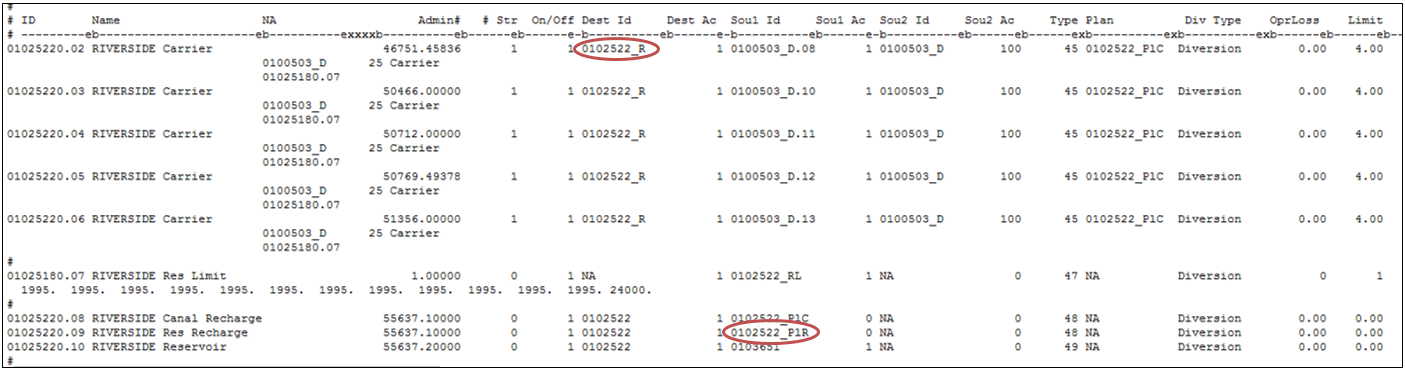 #
# ID Name NA Admin# # Str On/Off Dest Id Dest Ac Sou1 Id Sou1 Ac Sou2 Id Sou2 Ac Type Plan Div Type OprLoss Limit
# ---------eb----------------------eb----------exxxxb----------eb------eb------e-b----------eb------eb-b----------eb------e-b----------eb------eb------exb----------exb----------exb------eb------eb--
01025220.02 RIVERSIDE Carrier 46751.45836 1 1 0102522_R 1 0100503_D.08 1 0100503_D 100 45 0102522_PlC Diversion 0.00 4.00
0100503_D 25 Carrier
01025180.07
01025220.03 RIVERSIDE Carrier 50466.00000 1 1 0102522_R 1 0100503_D.10 1 0100503_D 100 45 0102522_PlC Diversion 0.00 4.00
0100503_D 25 Carrier
01025180.07
01025220.04 RIVERSIDE Carrier 50712.00000 1 1 0102522_R 1 0100503_D.11 1 0100503_D 100 45 0102522_PlC Diversion 0.00 4.00
0100503_D 25 Carrier
01025180.07
01025220.05 RIVERSIDE Carrier 50769.49378 1 1 0102522_R 1 0100503_D.12 1 0100503_D 100 45 0102522_PlC Diversion 0.00 4.00
0100503_D 25 Carrier
01025180.07
01025220.06 RIVERSIDE Carrier 51356.00000 1 1 0102522_R 1 0100503_D.13 1 0100503_D 100 45 0102522_PlC Diversion 0.00 4.00
0100503_D 25 Carrier
01025180.07
#
01025180.07 RIVERSIDE Res Limit 1.00000 0 1 NA 1 0102522_RL 1 NA 0 47 NA Diversion 0 1
1995. 1995. 1995. 1995. 1995. 1995. 1995. 1995. 1995. 1995. 1995. 1995. 24000.
#
01025220.08 RIVERSIDE Canal Recharge 55637.10000 0 1 0102522 1 0102522_PlC 0 NA 0 48 NA Diversion 0.00 0.00
01025220.09 RIVERSIDE Res Recharge 55637.10000 0 1 0102522 1 0102522_PlR 0 NA 0 48 NA Diversion 0.00 0.00
01025220.10 RIVERSIDE Reservoir 55637.20000 0 1 0102522 1 0103651 1 NA 0 49 NA Diversion 0.00 0.00
#